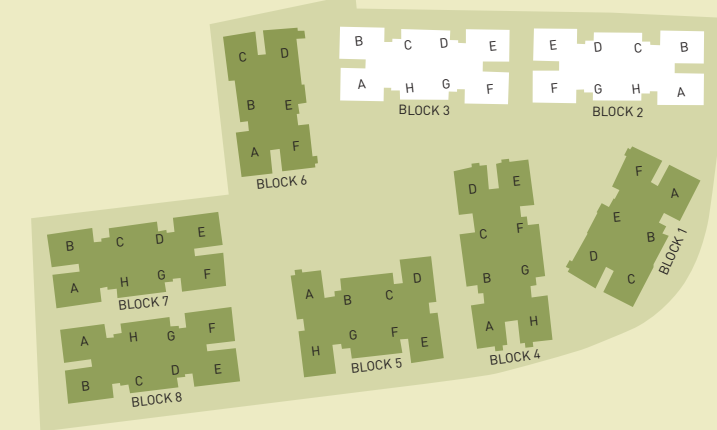 C D
B E
A F
BLOCK 6
B C D E
A H G F
BLOCK 3
E D C B
F G H A
BLOCK 2
F A
E B
D C
BLOCK 1
D E
C F
B G
A H
BLOCK 4
B C D E
A H G F
BLOCK 7
A B C D
H G F E
BLOCK 5
A H G F
B C D E
BLOCK 8